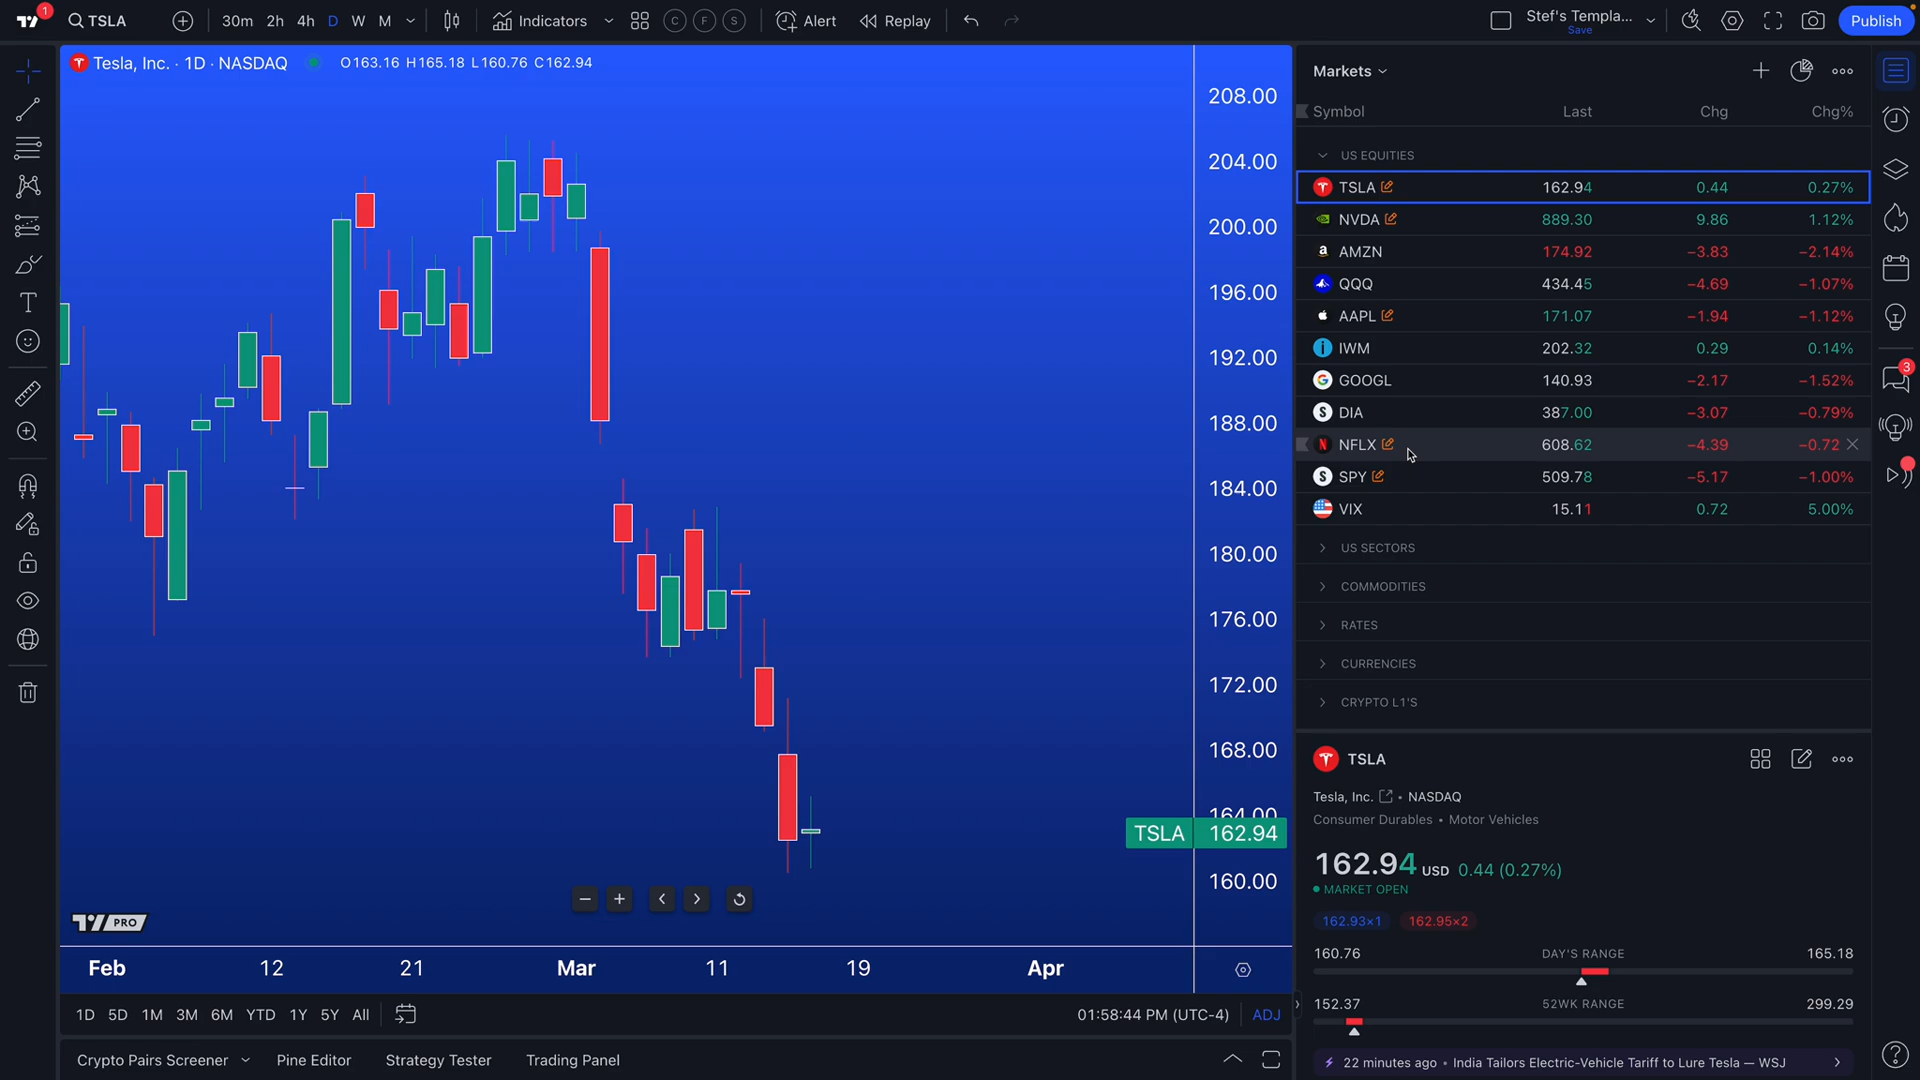 1
TSLA
30m 2h 4h D W M
Indicators
C F S
Alert
Replay
Stef's Templa...
Save
Publish
Tesla, Inc. · 1D · NASDAQ
O163.16 H165.18 L160.76 C162.94
208.00
204.00
200.00
196.00
192.00
188.00
184.00
180.00
176.00
172.00
168.00
164.00
TSLA 162.94
160.00
PRO
Feb 12 21 Mar 11 19 Apr
1D 5D 1M 3M 6M YTD 1Y 5Y All
01:58:44 PM (UTC-4) ADJ
Crypto Pairs Screener Pine Editor Strategy Tester Trading Panel
Markets
Symbol Last Chg Chg%
US EQUITIES
TSLA 162.94 0.44 0.27%
NVDA 889.30 9.86 1.12%
AMZN 174.92 −3.83 −2.14%
QQQ 434.45 −4.69 −1.07%
AAPL 171.07 −1.94 −1.12%
IWM 202.32 0.29 0.14%
GOOGL 140.93 −2.17 −1.52%
DIA 387.00 −3.07 −0.79%
NFLX 608.62 −4.39 −0.72
SPY 509.78 −5.17 −1.00%
VIX 15.11 0.72 5.00%
US SECTORS
COMMODITIES
RATES
CURRENCIES
CRYPTO L1'S
TSLA
Tesla, Inc. • NASDAQ
Consumer Durables • Motor Vehicles
162.94 USD 0.44 (0.27%)
MARKET OPEN
162.93×1 162.95×2
160.76 DAY'S RANGE 165.18
152.37 52WK RANGE 299.29
22 minutes ago • India Tailors Electric-Vehicle Tariff to Lure Tesla — WSJ
3